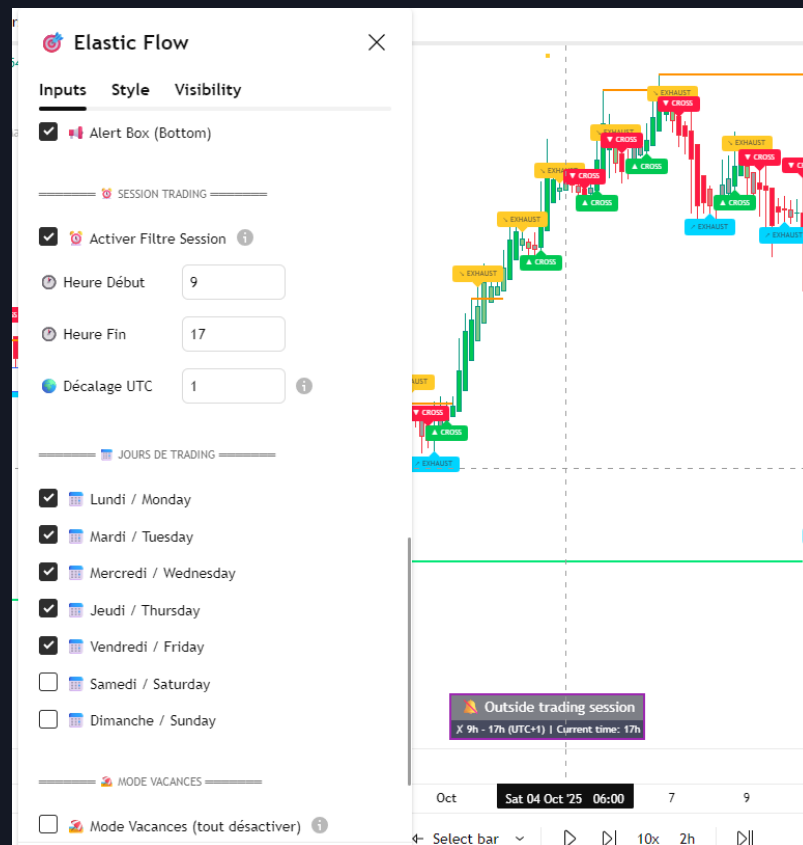 Elastic Flow
Inputs Style Visibility
Alert Box (Bottom)
SESSION TRADING
Activer Filtre Session
Heure Début 9
Heure Fin 17
Décalage UTC 1
JOURS DE TRADING
Lundi / Monday
Mardi / Tuesday
Mercredi / Wednesday
Jeudi / Thursday
Vendredi / Friday
Samedi / Saturday
Dimanche / Sunday
MODE VACANCES
Mode Vacances (tout désactiver)
↘ EXHAUST
▼ CROSS
↘ EXHAUST
▼ CROSS
▲ CROSS
↘ EXHAUST
▼ CROSS
▼ CROSS
↘ EXHAUST
▼ CROSS
▲ CROSS
▲ CROSS
↘ EXHAUST
↗ EXHAUST
↗ EXHAUST
▲ CROSS
↘ EXHAUST
▼ CROSS
▲ CROSS
↗ EXHAUST
Outside trading session
X 9h - 17h (UTC+1) | Current time: 17h
Oct Sat 04 Oct '25 06:00 7 9
Select bar 10x 2h